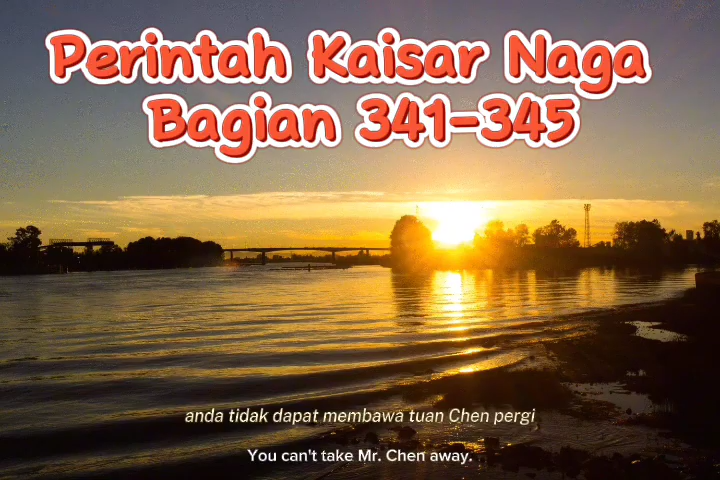 Perintah Kaisar Naga
Bagian 341-345
anda tidak dapat membawa tuan Chen pergi
You can't take Mr. Chen away.